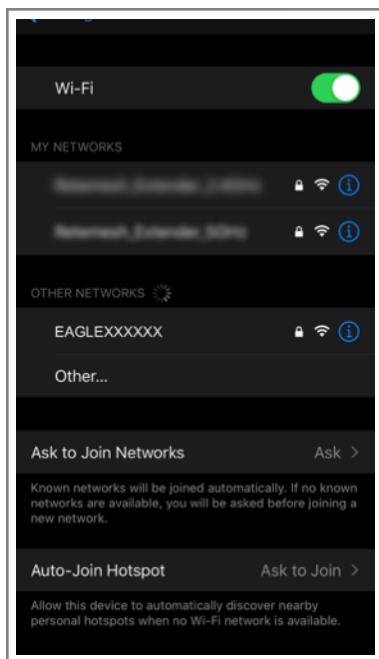 Wi-Fi
MY NETWORKS
OTHER NETWORKS
EAGLEXXXXXX
Other...
Ask to Join Networks Ask >
Known networks will be joined automatically. If no known
networks are available, you will be asked before joining a
new network.
Auto-Join Hotspot Ask to Join >
Allow this device to automatically discover nearby
personal hotspots when no Wi-Fi network is available.